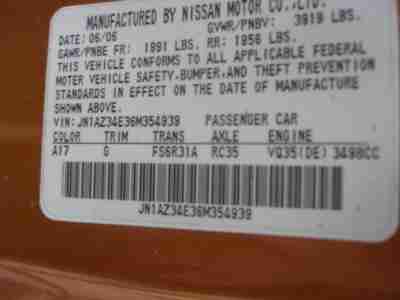 MANUFACTURED BY NISSAN MOTOR CO.,LTD.
DATE: 06/06 GVWR/PNBV: 3919 LBS.
GAWR/PNBE FR: 1991 LBS. RR: 1956 LBS.
THIS VEHICLE CONFORMS TO ALL APPLICABLE FEDERAL
MOTER VEHICLE SAFETY,BUMPER,AND THEFT PREVENTION
STANDARDS IN EFFECT ON THE DATE OF MANUFACTURE
SHOWN ABOVE.
VIN: JN1AZ34E36M354939 PASSENGER CAR
COLOR TRIM TRANS AXLE ENGINE
A17 G FS6R31A RC35 VQ35(DE) 3498CC
JN1AZ34E36M354939